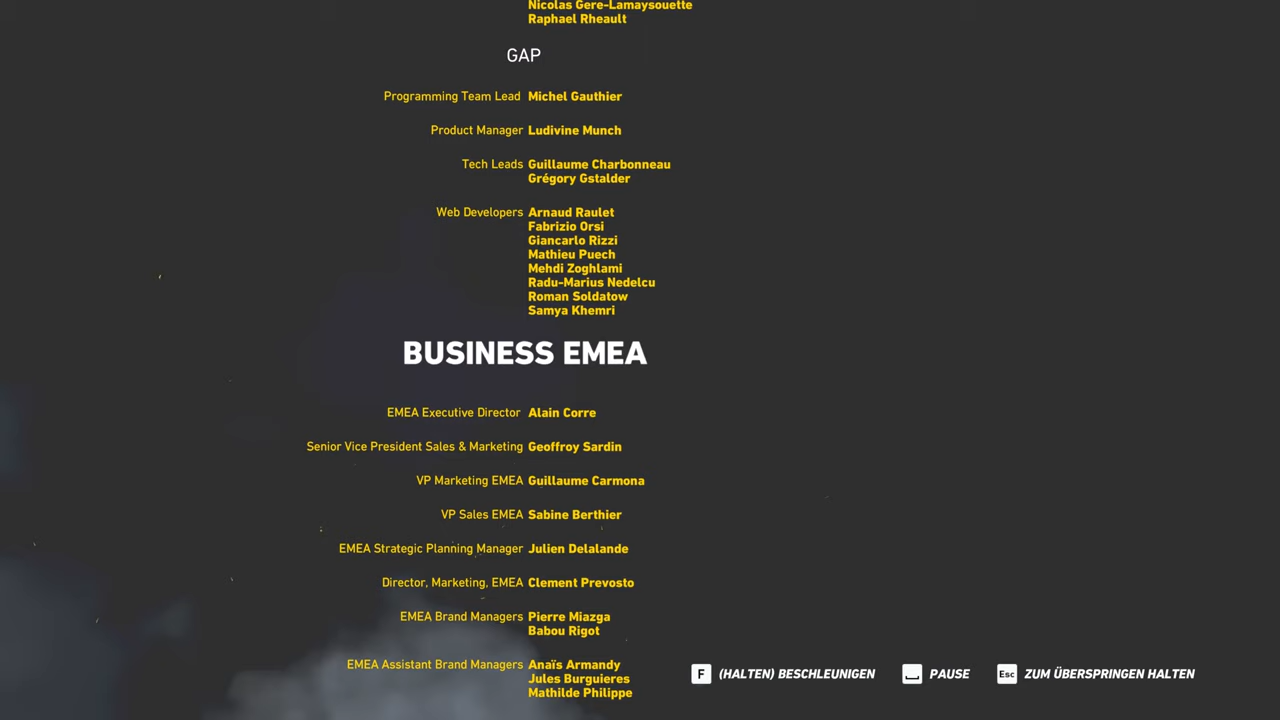 Nicolas Gere-Lamaysouette
Raphael Rheault
GAP
Programming Team Lead Michel Gauthier
Product Manager Ludivine Munch
Tech Leads Guillaume Charbonneau
Grégory Gstalder
Web Developers Arnaud Raulet
Fabrizio Orsi
Giancarlo Rizzi
Mathieu Puech
Mehdi Zoghlami
Radu-Marius Nedelcu
Roman Soldatow
Samya Khemri
BUSINESS EMEA
EMEA Executive Director Alain Corre
Senior Vice President Sales & Marketing Geoffroy Sardin
VP Marketing EMEA Guillaume Carmona
VP Sales EMEA Sabine Berthier
EMEA Strategic Planning Manager Julien Delalande
Director, Marketing, EMEA Clement Prevosto
EMEA Brand Managers Pierre Miazga
Babou Rigot
EMEA Assistant Brand Managers Anaïs Armandy
Jules Burguieres
Mathilde Philippe
F (HALTEN) BESCHLEUNIGEN PAUSE Esc ZUM ÜBERSPRINGEN HALTEN